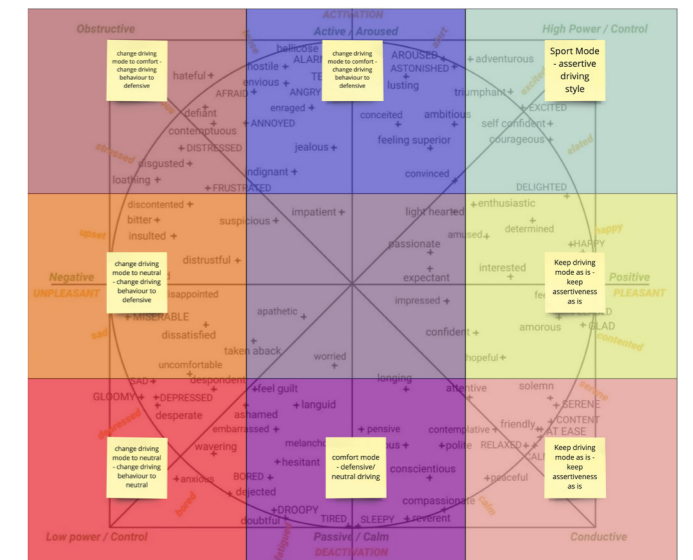 ACTIVATION
Obstructive
Active / Aroused
High Power / Control
change driving
mode to comfort -
change driving
behaviour to
defensive
change driving
mode to comfort -
change driving
behaviour to
defensive
Sport Mode
- assertive
driving
style
bellicose
hostile +
hateful +
envious +
AFRAID
ANGRY
AROUSED
ASTONISHED
lusting
+ adventurous
triumphant +
excited
+ EXCITED
enraged +
defiant
contemptuous
+ ANNOYED
conceited
ambitious
self confident +
courageous +
feeling superior
elated
+ DISTRESSED
jealous +
stressed
disgusted +
loathing +
+ FRUSTRATED
convinced
DELIGHTED
discontented +
bitter +
insulted +
suspicious +
impatient +
light hearted
+ enthusiastic
determined
amused+
happy
+HAPPY
upset
passionate
distrustful +
expectant
interested
Negative
UNPLEASANT
Positive
PLEASANT
change driving
mode to neutral
- change driving
behaviour to
defensive
Keep driving
mode as is -
keep
assertiveness
as is
impressed +
+ MISERABLE
dissatisfied
apathetic
confident +
amorous
+ GLAD
contented
sad
taken aback
worried
hopeful+
uncomfortable
despondent
SAD+
longing
attentive
solemn
serene
GLOOMY+
+DEPRESSED
desperate
depressed
+feel guilt
ashamed
+languid
+ SERENE
embarrassed +
+ pensive
contemplative +
friendly
+ CONTENT
AT EASE
wavering
+polite
RELAXED+
change driving
mode to neutral
- change driving
behaviour to
neutral
comfort mode
- defensive/
neutral driving
Keep driving
mode as is -
keep
assertiveness
as is
+hesitant
conscientious
+anxious
BORED +
+ dejected
+peaceful
bored
compassionate
calm
+DROOPY
doubtful
TIRED
SLEEPY
+ reverent
fatigued
Low power / Control
Passive / Calm
Conductive
DEACTIVATION